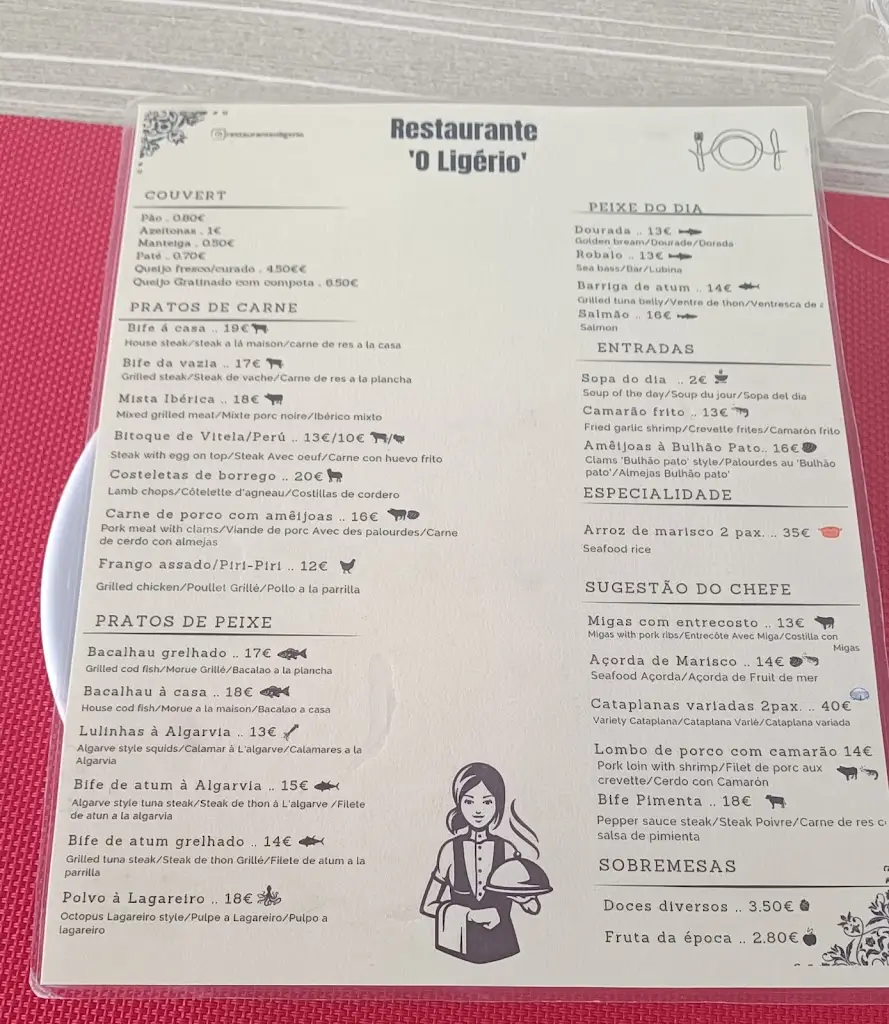 restauranteoligerio
Restaurante
'O Ligério'
COUVERT
Pão . 0.80€
Azeitonas . 1€
Manteiga . 0.50€
Paté . 0.70€
Queijo fresco/curado . 4.50€€
Queijo Gratinado com compota . 6.50€
PRATOS DE CARNE
Bife á casa .. 19€
House steak/steak a lá maison/carne de res a la casa
Bife da vazia .. 17€
Grilled steak/Steak de vache/Carne de res a la plancha
Mista Ibérica .. 18€
Mixed grilled meat/Mixte porc noire/Ibérico mixto
Bitoque de Vitela/Perú .. 13€/10€
Steak with egg on top/Steak Avec oeuf/Carne con huevo frito
Costeletas de borrego .. 20€
Lamb chops/Côtelette d'agneau/Costillas de cordero
Carne de porco com amêijoas .. 16€
Pork meat with clams/Viande de porc Avec des palourdes/Carne
de cerdo con almejas
Frango assado/Piri-Piri .. 12€
Grilled chicken/Poullet Grillé/Pollo a la parrilla
PRATOS DE PEIXE
Bacalhau grelhado .. 17€
Grilled cod fish/Morue Grillé/Bacalao a la plancha
Bacalhau à casa .. 18€
House cod fish/Morue a la maison/Bacalao a casa
Lulinhas à Algarvia .. 13€
Algarve style squids/Calamar à L'algarve/Calamares a la
Algarvia
Bife de atum à Algarvia .. 15€
Algarve style tuna steak/Steak de thon à L'algarve /Filete
de atun a la algarvia
Bife de atum grelhado .. 14€
Grilled tuna steak/Steak de thon Grillé/Filete de atum a la
parrilla
Polvo à Lagareiro .. 18€
Octopus Lagareiro style/Pulpe a Lagareiro/Pulpo a
lagareiro
PEIXE DO DIA
Dourada .. 13€
Golden bream/Dourade/Dorada
Robalo .. 13€
Sea bass/Bar/Lubina
Barriga de atum .. 14€
Grilled tuna belly/Ventre de thon/Ventresca de a
Salmão .. 16€
Salmon
ENTRADAS
Sopa do dia .. 2€
Soup of the day/Soup du jour/Sopa del dia
Camarão frito .. 13€
Fried garlic shrimp/Crevette frites/Camarón frito
Amêijoas à Bulhão Pato.. 16€
Clams 'Bulhão pato' style/Palourdes au 'Bulhão
pato'/Almejas Bulhão pato'
ESPECIALIDADE
Arroz de marisco 2 pax. .. 35€
Seafood rice
SUGESTÃO DO CHEFE
Migas com entrecosto .. 13€
Migas with pork ribs/Entrecôte Avec Miga/Costilla con
Migas
Açorda de Marisco .. 14€
Seafood Açorda/Açorda de Fruit de mer
Cataplanas variadas 2pax. .. 40€
Variety Cataplana/Cataplana Varié/Cataplana variada
Lombo de porco com camarão 14€
Pork loin with shrimp/Filet de porc aux
crevette/Cerdo con Camarón
Bife Pimenta .. 18€
Pepper sauce steak/Steak Poivre/Carne de res c
salsa de pimienta
SOBREMESAS
Doces diversos .. 3.50€
Fruta da época .. 2.80€